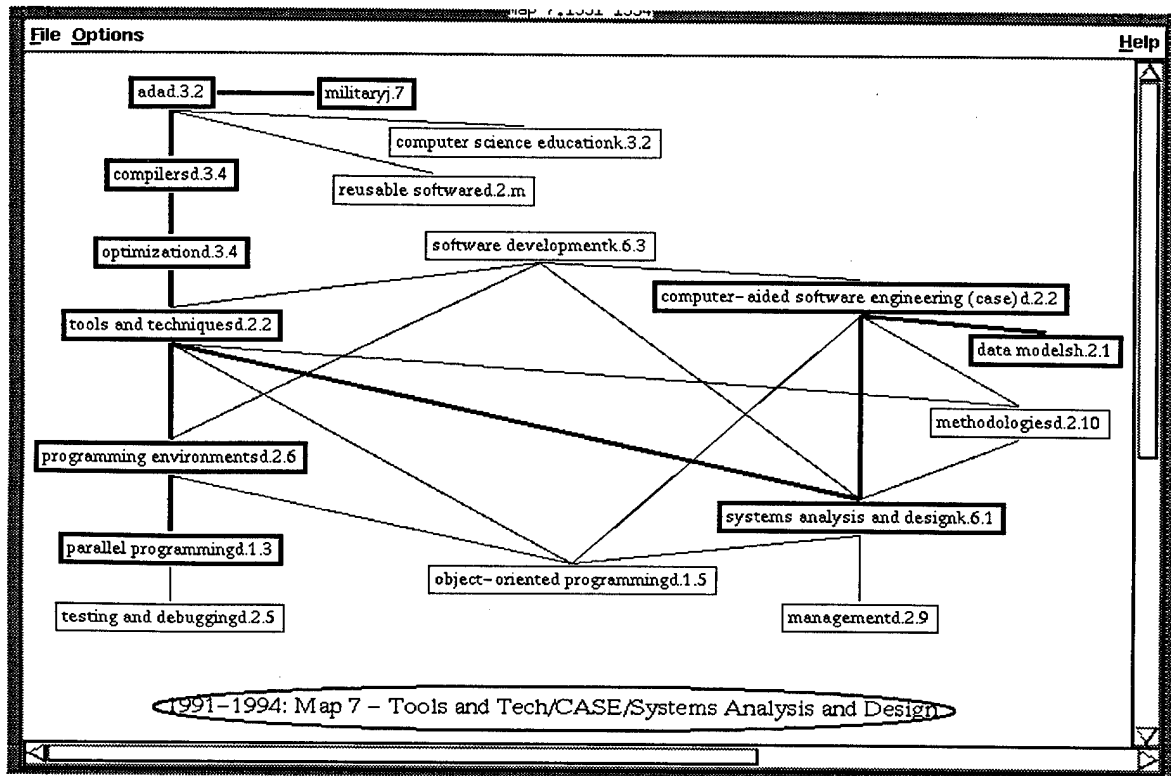 Map 7:1991-1994
File Options
Help
adad.3.2
militaryj.7
computer science educationk.3.2
compilersd.3.4
reusable softwared.2.m
optimizationd.3.4
software developmentk.6.3
computer-aided software engineering (case)d.2.2
tools and techniquesd.2.2
data modelsh.2.1
methodologiesd.2.10
programming environmentsd.2.6
systems analysis and designk.6.1
parallel programmingd.1.3
object-oriented programmingd.1.5
testing and debuggingd.2.5
managementd.2.9
1991-1994: Map 7 - Tools and Tech/CASE/Systems Analysis and Design